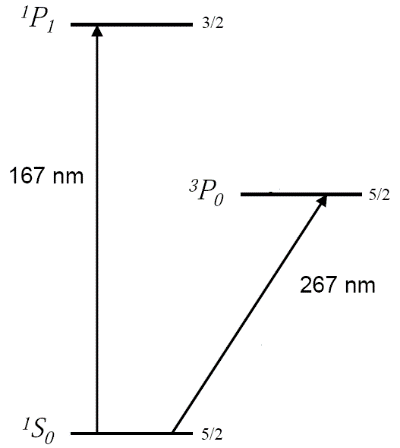 ¹P₁ 3/2
167 nm
³P₀ 5/2
267 nm
¹S₀ 5/2